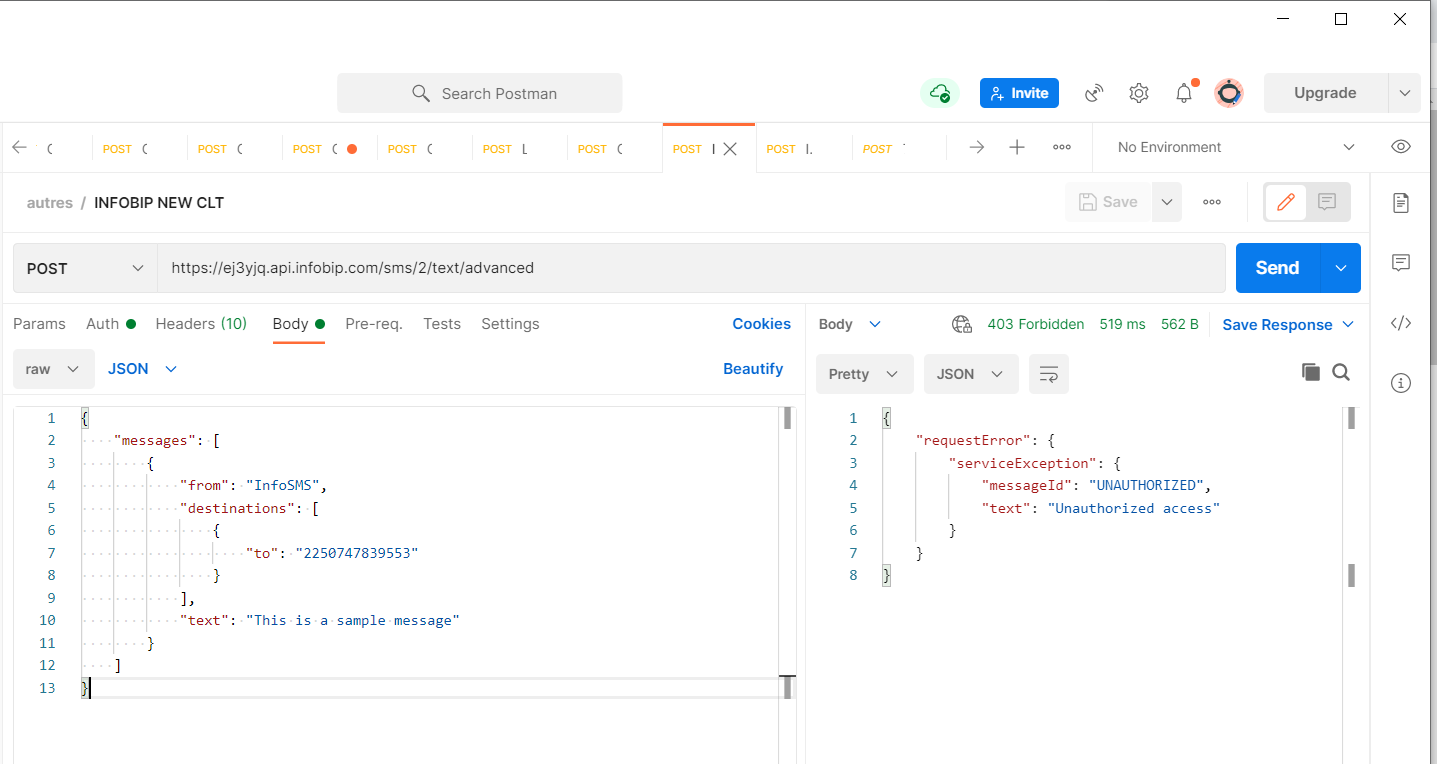 Search Postman
Invite
Upgrade
POST
POST
POST
POST
POST L
POST
POST I
POST I.
POST
No Environment
autres / INFOBIP NEW CLT
Save
POST
https://ej3yjq.api.infobip.com/sms/2/text/advanced
Send
Params
Auth
Headers (10)
Body
Pre-req.
Tests
Settings
Cookies
raw
JSON
Beautify
1 {
2 "messages": [
3 {
4 "from": "InfoSMS",
5 "destinations": [
6 {
7 "to": "2250747839553"
8 }
9 ],
10 "text": "This is a sample message"
11 }
12 ]
13 }
Body
403 Forbidden
519 ms
562 B
Save Response
Pretty
JSON
1 {
2 "requestError": {
3 "serviceException": {
4 "messageId": "UNAUTHORIZED",
5 "text": "Unauthorized access"
6 }
7 }
8 }